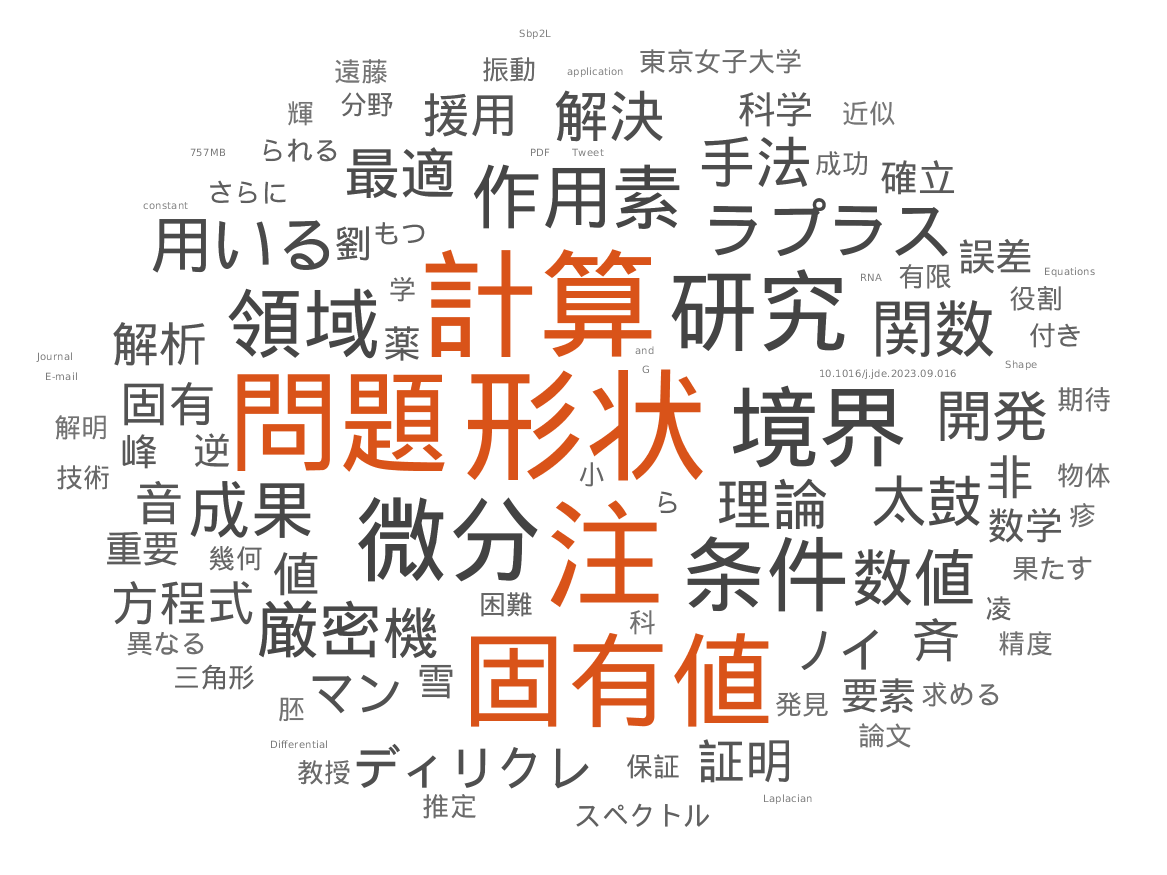 Sbp2L
遠藤
振動
application
東京女子大学
輝
分野
援用
解決
科学
近似
757MB
られる
最適
PDF
Tweet
手法
成功
確立
constant
さらに
作用素
ラプラス
用いる
劉
もつ
誤差
Equations
学
計算
研究
RNA
有限
役割
領域
関数
付き
Journal
解析
薬
and
E-mail
G
10.1016/j.jde.2023.09.016
Shape
固有
問題
形状
境界
開発
期待
解明
峰
逆
技術
小
非
物体
音
成果
微分
注
ら
理論
太鼓
数学
疹
重要
幾何
値
条件
数値
果たす
方程式
困難
凌
異なる
厳密
機
科
ノイ
斉
精度
三角形
マン
雪
固有値
発見
要素
求める
胚
論文
Differential
教授
ディリクレ
保証
証明
推定
スペクトル
Laplacian